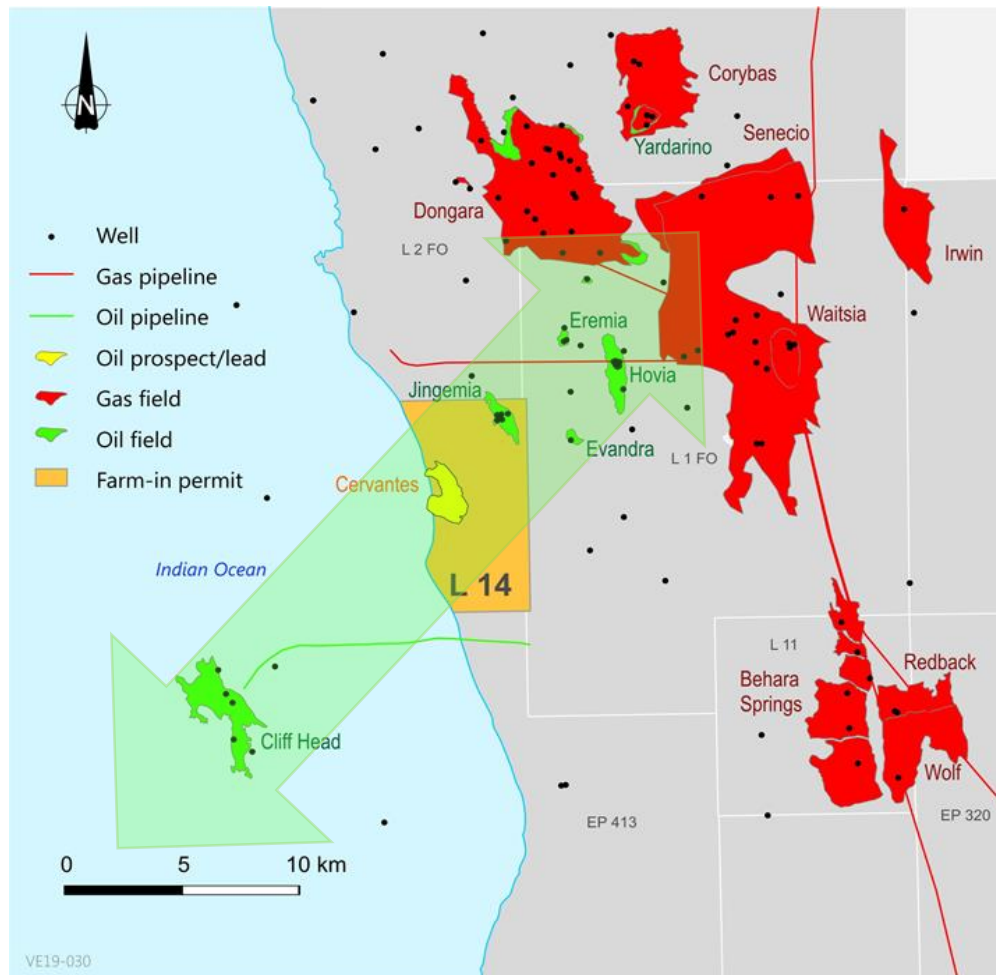 N
Corybas
Senecio
Yardarino
Dongara
L 2 FO
Irwin
Well
Gas pipeline
Oil pipeline
Oil prospect/lead
Gas field
Oil field
Farm-in permit
Waitsia
Eremia
Hovia
Jingemia
Evandra
L 1 FO
Cervantes
Indian Ocean
L 14
L 11
Redback
Behara
Springs
Cliff Head
Wolf
EP 413
EP 320
0 5 10 km
VE19-030